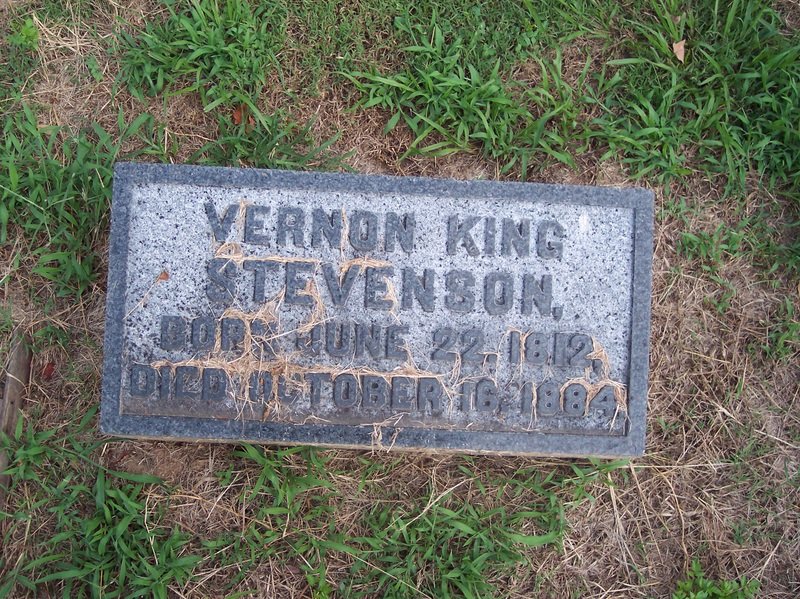 VERNON KING
STEVENSON,
BORN JUNE 22, 1812,
DIED OCTOBER 16, 1884